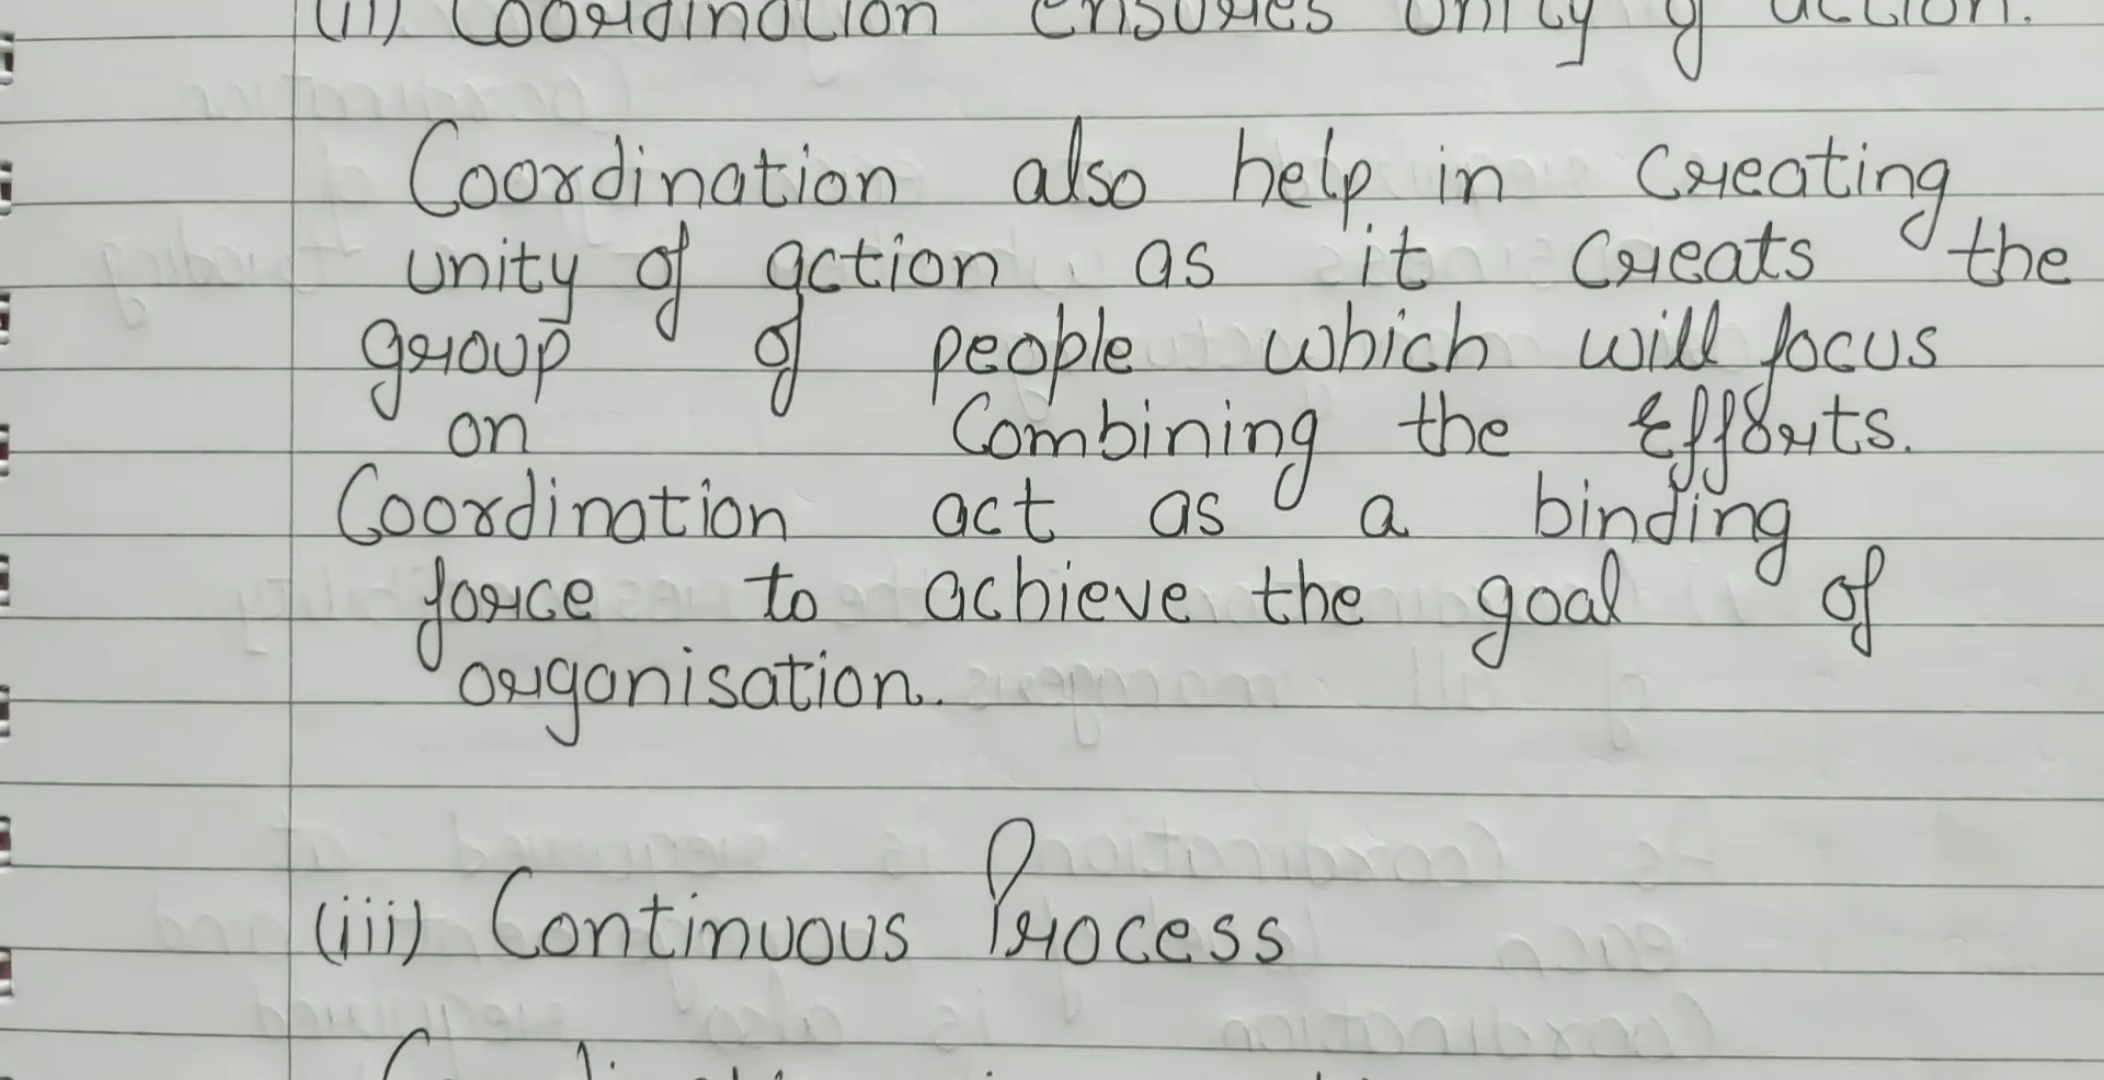 (ii) Coordination ensures unity of action.
Coordination also help in creating
unity of action as it creats the
group of people which will focus
on Combining the Efforts.
Coordination act as a binding
force to achieve the goal of
organisation.
(iii) Continuous Process